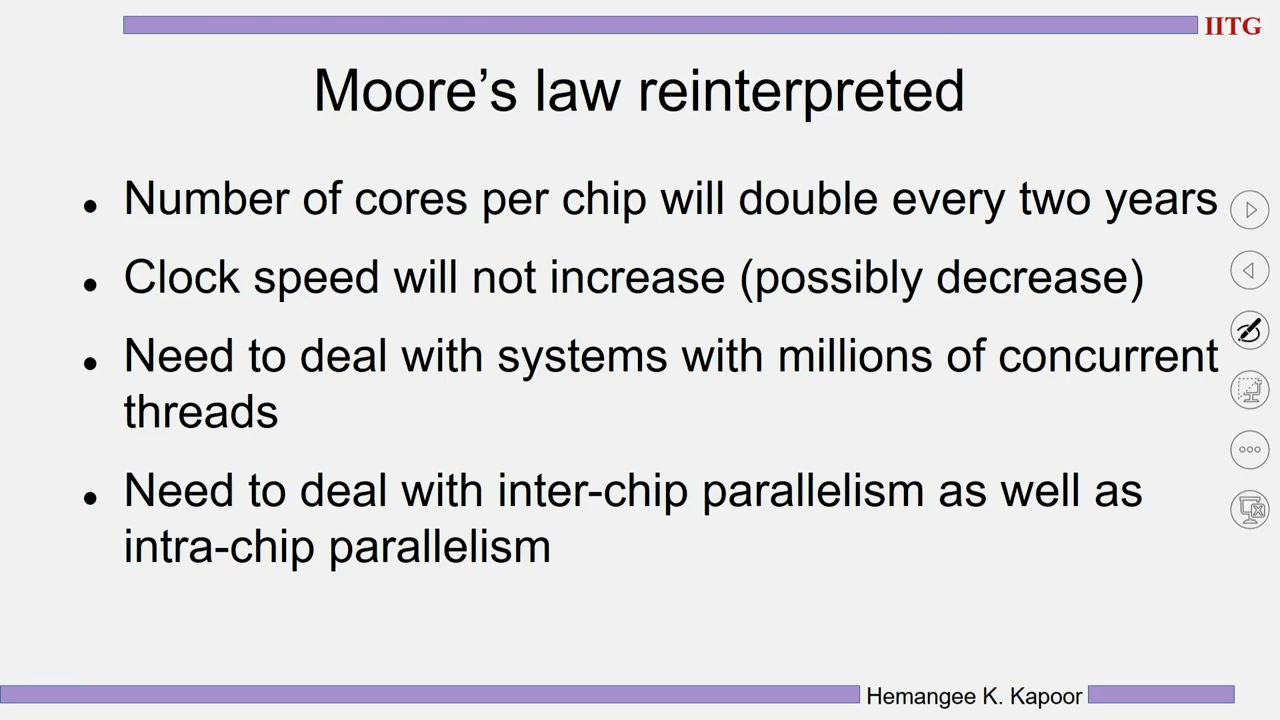 IITG
Moore's law reinterpreted
● Number of cores per chip will double every two years
● Clock speed will not increase (possibly decrease)
● Need to deal with systems with millions of concurrent
threads
● Need to deal with inter-chip parallelism as well as
intra-chip parallelism
Hemangee K. Kapoor